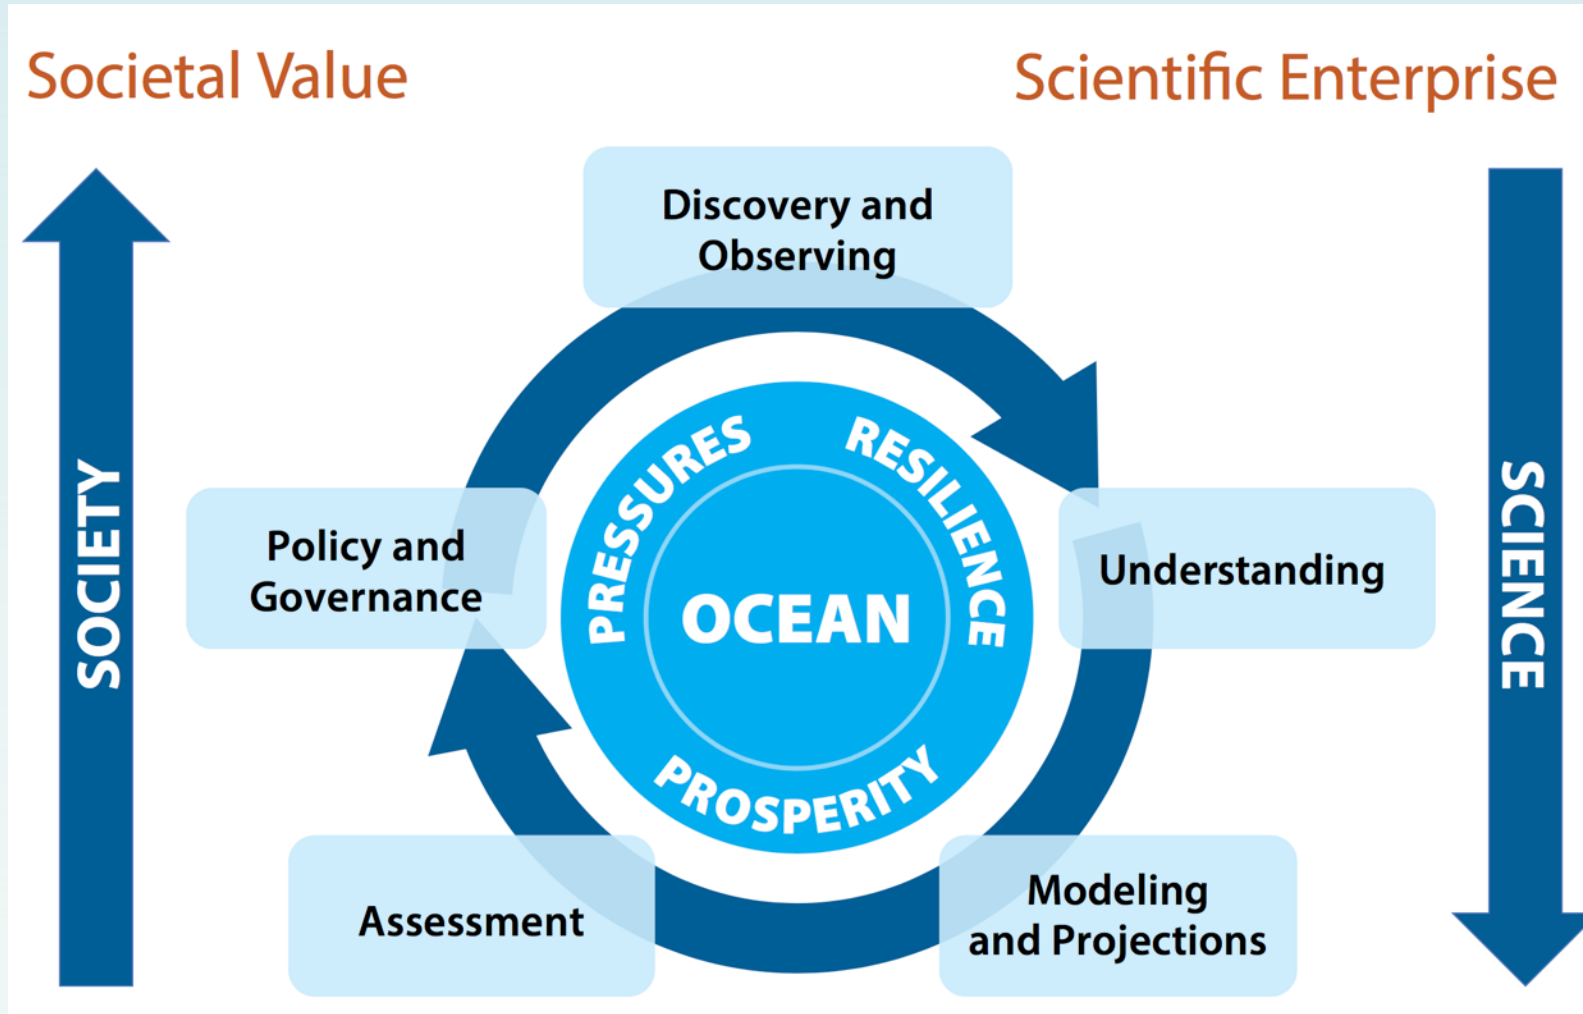 Societal Value
Scientific Enterprise
Discovery and
Observing
PRESSURES
RESILIENCE
SOCIETY
SCIENCE
Policy and
Governance
OCEAN
Understanding
PROSPERITY
Assessment
Modeling
and Projections